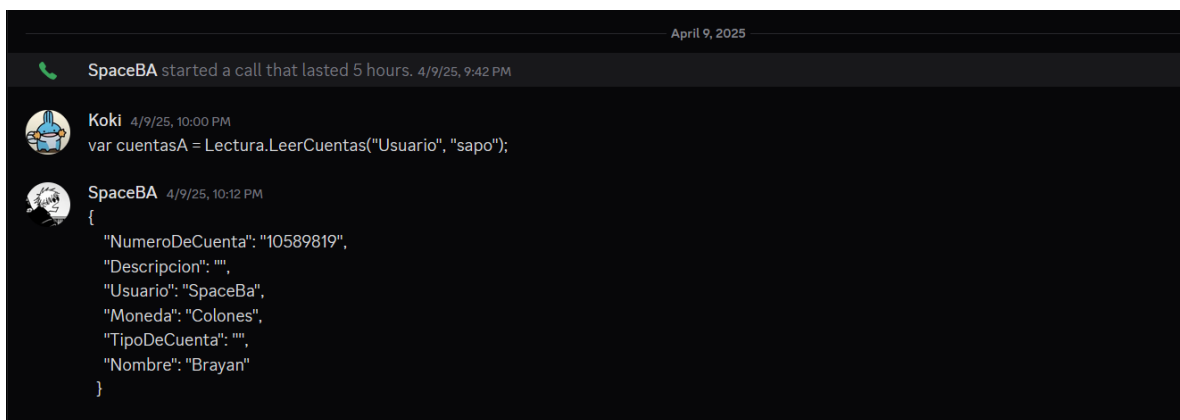 April 9, 2025
SpaceBA started a call that lasted 5 hours. 4/9/25, 9:42 PM
Koki 4/9/25, 10:00 PM
var cuentasA = Lectura.LeerCuentas("Usuario", "sapo");
SpaceBA 4/9/25, 10:12 PM
{
"NumeroDeCuenta": "10589819",
"Descripcion": "",
"Usuario": "SpaceBa",
"Moneda": "Colones",
"TipoDeCuenta": "",
"Nombre": "Brayan"
}